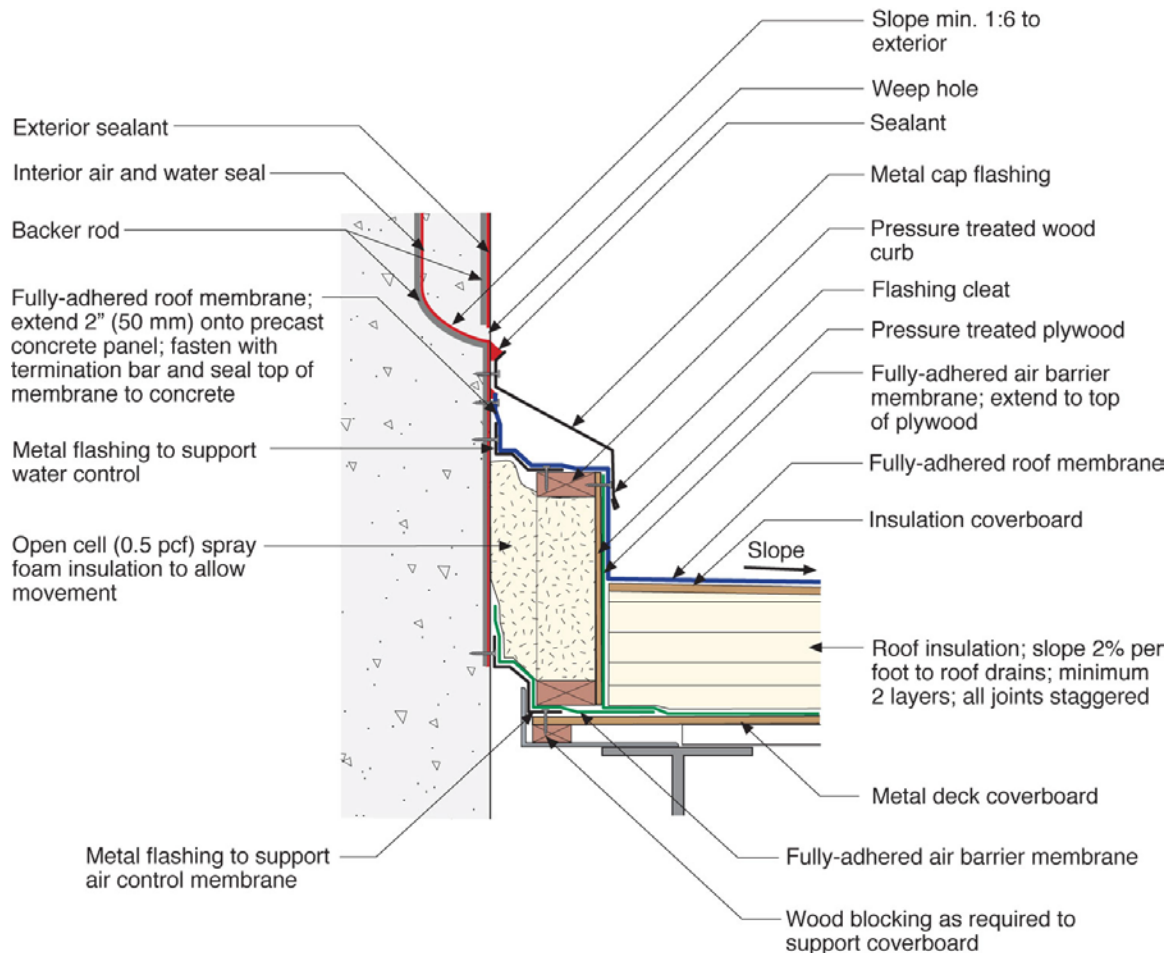 Exterior sealant
Interior air and water seal
Backer rod
Fully-adhered roof membrane;
extend 2” (50 mm) onto precast
concrete panel; fasten with
termination bar and seal top of
membrane to concrete
Metal flashing to support
water control
Open cell (0.5 pcf) spray
foam insulation to allow
movement
Metal flashing to support
air control membrane
Slope min. 1:6 to
exterior
Weep hole
Sealant
Metal cap flashing
Pressure treated wood
curb
Flashing cleat
Pressure treated plywood
Fully-adhered air barrier
membrane; extend to top
of plywood
Fully-adhered roof membrane
Insulation coverboard
Slope
Roof insulation; slope 2% per
foot to roof drains; minimum
2 layers; all joints staggered
Metal deck coverboard
Fully-adhered air barrier membrane
Wood blocking as required to
support coverboard